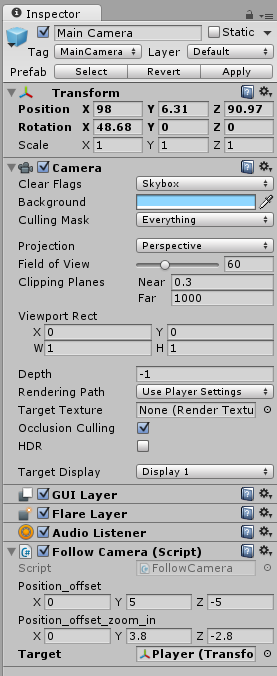 Inspector
Main Camera Static
Tag MainCamera Layer Default
Prefab Select Revert Apply
Transform
Position X 98 Y 6.31 Z 90.97
Rotation X 48.68 Y 0 Z 0
Scale X 1 Y 1 Z 1
Camera
Clear Flags Skybox
Background
Culling Mask Everything
Projection Perspective
Field of View 60
Clipping Planes Near 0.3
Far 1000
Viewport Rect
X 0 Y 0
W 1 H 1
Depth -1
Rendering Path Use Player Settings
Target Texture None (Render Textu
Occlusion Culling
HDR
Target Display Display 1
GUI Layer
Flare Layer
Audio Listener
Follow Camera (Script)
Script FollowCamera
Position_offset
X 0 Y 5 Z -5
Position_offset_zoom_in
X 0 Y 3.8 Z -2.8
Target Player (Transfo